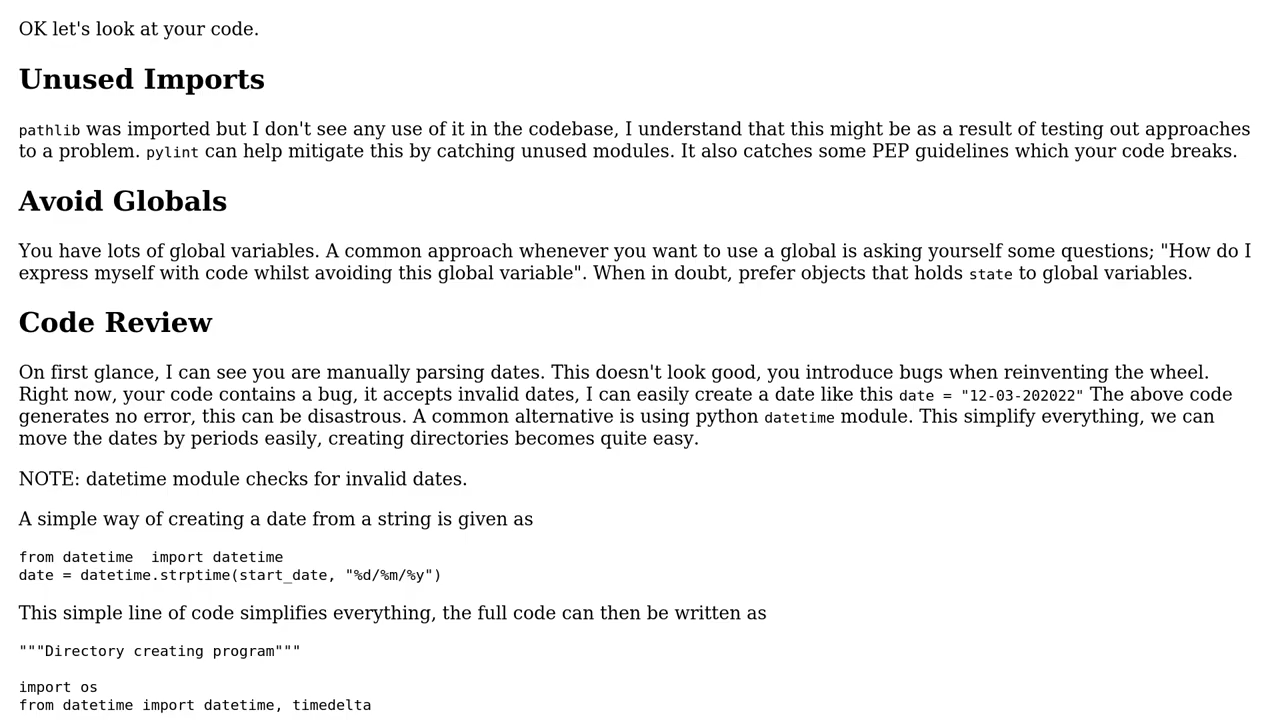 OK let's look at your code.
Unused Imports
pathlib was imported but I don't see any use of it in the codebase, I understand that this might be as a result of testing out approaches
to a problem. pylint can help mitigate this by catching unused modules. It also catches some PEP guidelines which your code breaks.
Avoid Globals
You have lots of global variables. A common approach whenever you want to use a global is asking yourself some questions; "How do I
express myself with code whilst avoiding this global variable". When in doubt, prefer objects that holds state to global variables.
Code Review
On first glance, I can see you are manually parsing dates. This doesn't look good, you introduce bugs when reinventing the wheel.
Right now, your code contains a bug, it accepts invalid dates, I can easily create a date like this date = "12-03-202022" The above code
generates no error, this can be disastrous. A common alternative is using python datetime module. This simplify everything, we can
move the dates by periods easily, creating directories becomes quite easy.
NOTE: datetime module checks for invalid dates.
A simple way of creating a date from a string is given as
from datetime  import datetime
date = datetime.strptime(start_date, "%d/%m/%y")
This simple line of code simplifies everything, the full code can then be written as
"""Directory creating program"""
import os
from datetime import datetime, timedelta